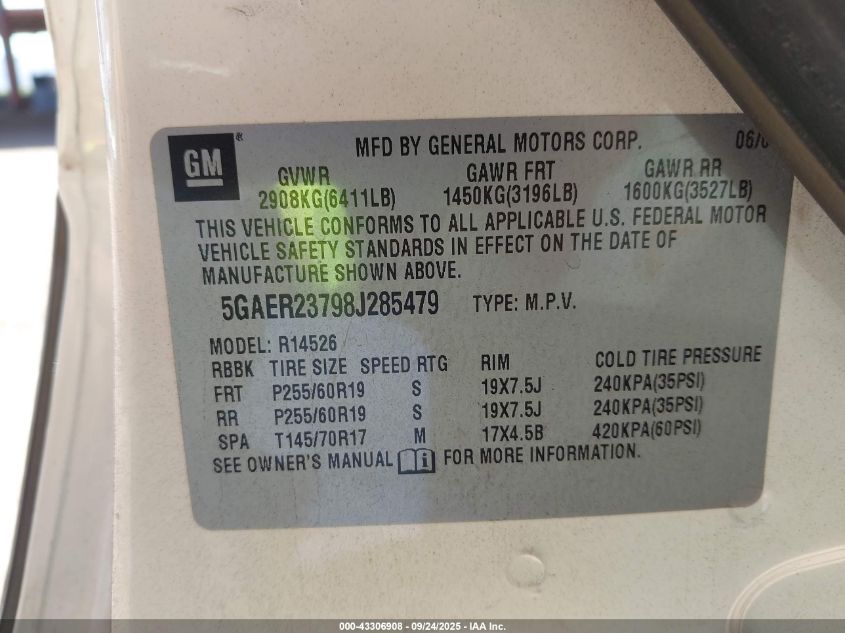 GM ® MFD BY GENERAL MOTORS CORP. 06/0
GVWR GAWR FRT GAWR RR
2908KG(6411LB) 1450KG(3196LB) 1600KG(3527LB)
THIS VEHICLE CONFORMS TO ALL APPLICABLE U.S. FEDERAL MOTOR
VEHICLE SAFETY STANDARDS IN EFFECT ON THE DATE OF
MANUFACTURE SHOWN ABOVE.
5GAER23798J285479 TYPE: M.P.V.
MODEL: R14526
RBBK TIRE SIZE SPEED RTG RIM COLD TIRE PRESSURE
FRT P255/60R19 S 19X7.5J 240KPA(35PSI)
RR P255/60R19 S 19X7.5J 240KPA(35PSI)
SPA T145/70R17 M 17X4.5B 420KPA(60PSI)
SEE OWNER'S MANUAL i FOR MORE INFORMATION.
000-43306908 - 09/24/2025 - IAA Inc.